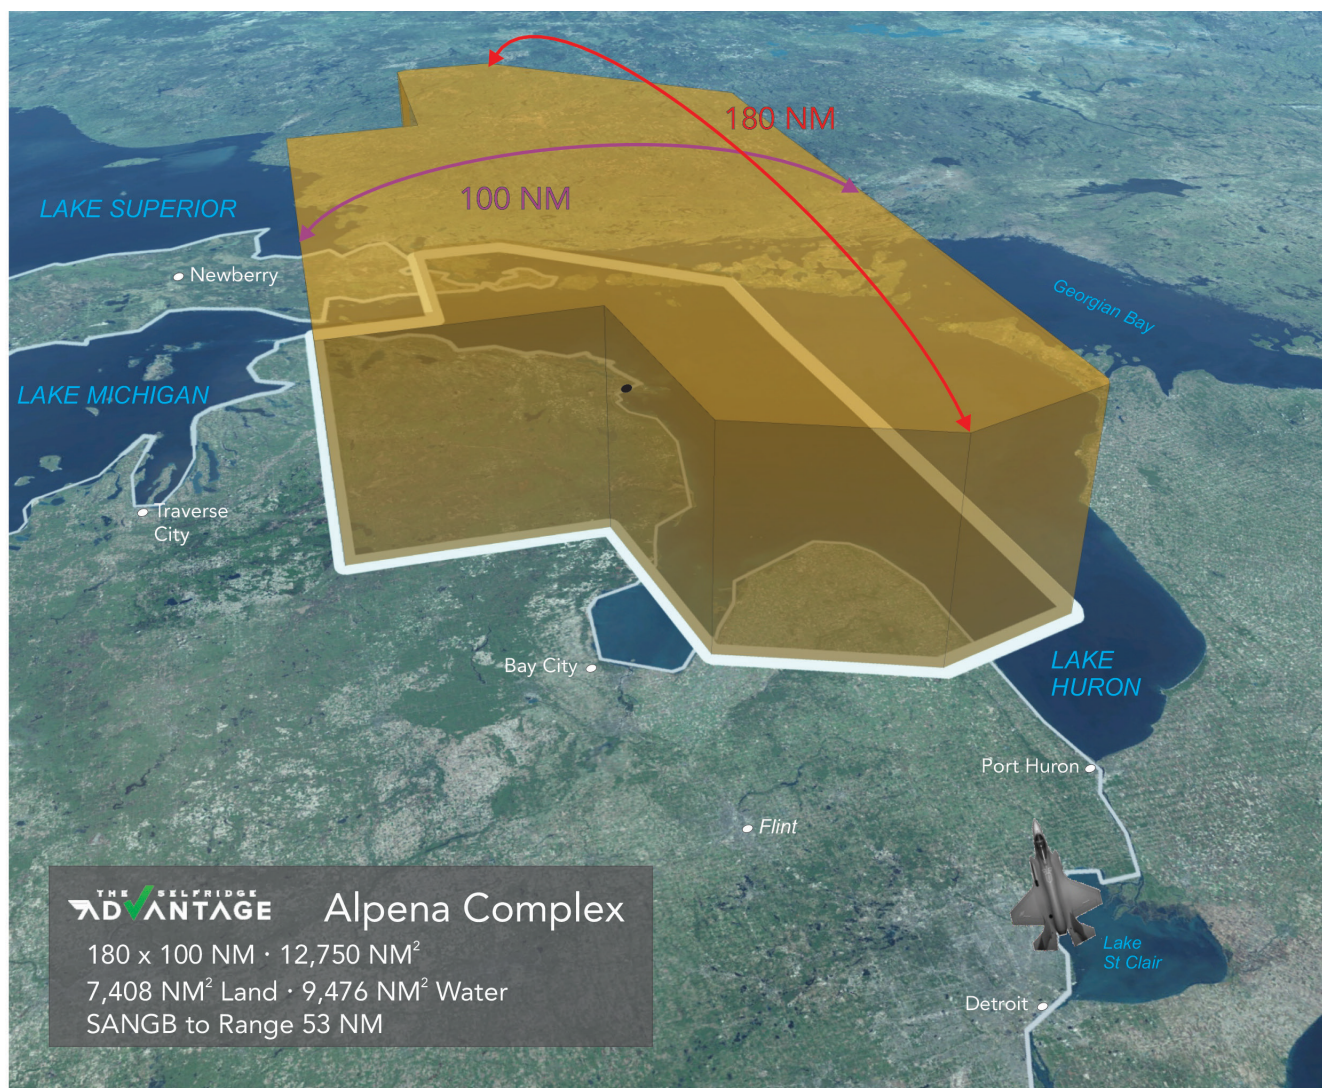 180 NM
100 NM
LAKE SUPERIOR
Newberry
Georgian Bay
LAKE MICHIGAN
Traverse
City
Bay City
LAKE
HURON
Port Huron
Flint
THE SELFRIDGE
ADVANTAGE
Alpena Complex
180 x 100 NM · 12,750 NM²
7,408 NM² Land · 9,476 NM² Water
SANGB to Range 53 NM
Lake
St Clair
Detroit